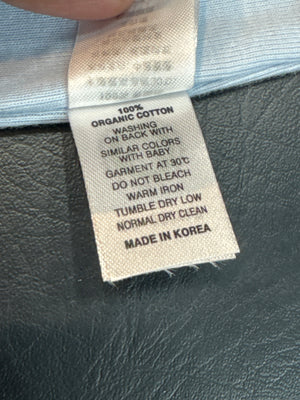 100%
ORGANIC COTTON
WASHING
ON BACK WITH
SIMILAR COLORS
WITH BABY
GARMENT AT 30℃
DO NOT BLEACH
WARM IRON
TUMBLE DRY LOW
NORMAL DRY CLEAN
MADE IN KOREA